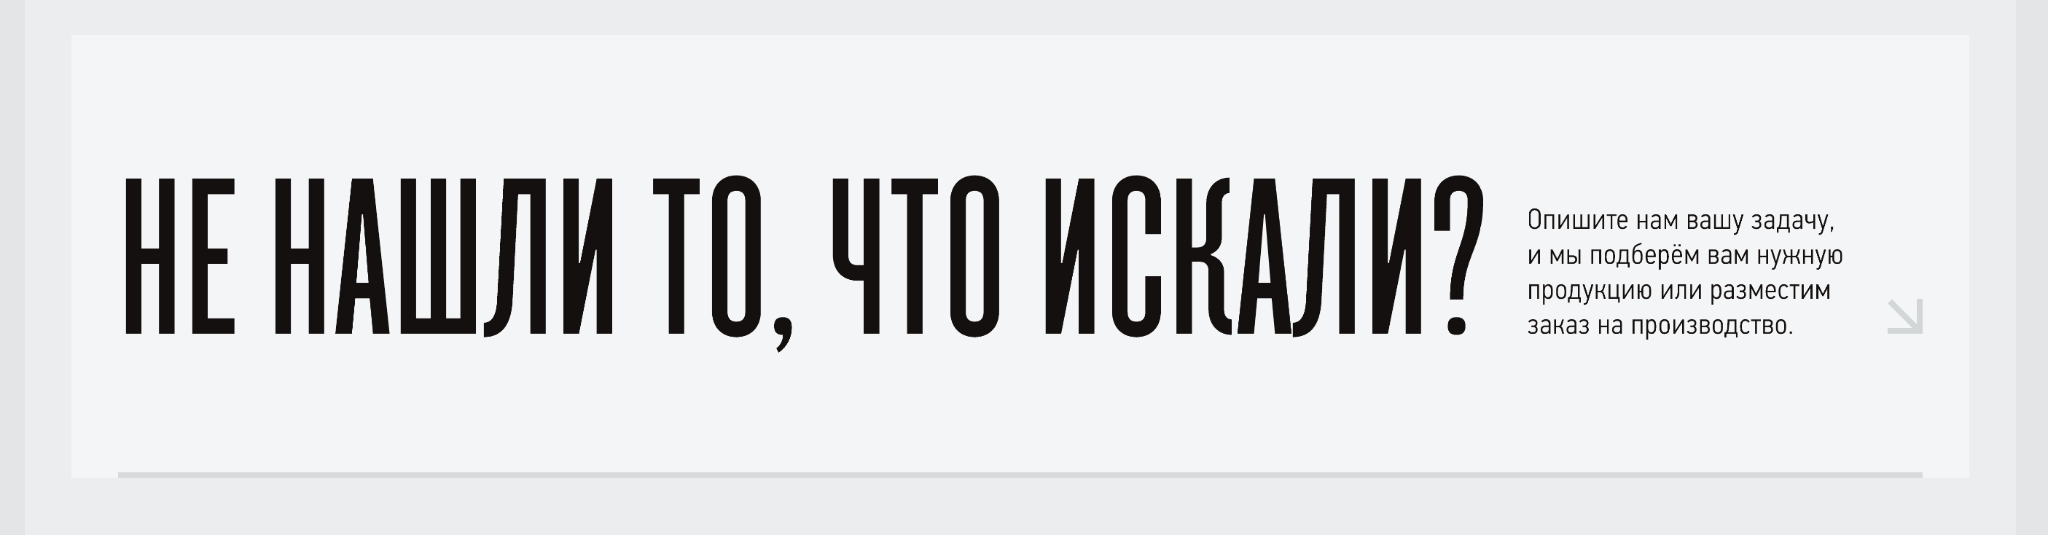 НЕ НАШЛИ ТО, ЧТО ИСКАЛИ?
Опишите нам вашу задачу,
и мы подберём вам нужную
продукцию или разместим
заказ на производство.